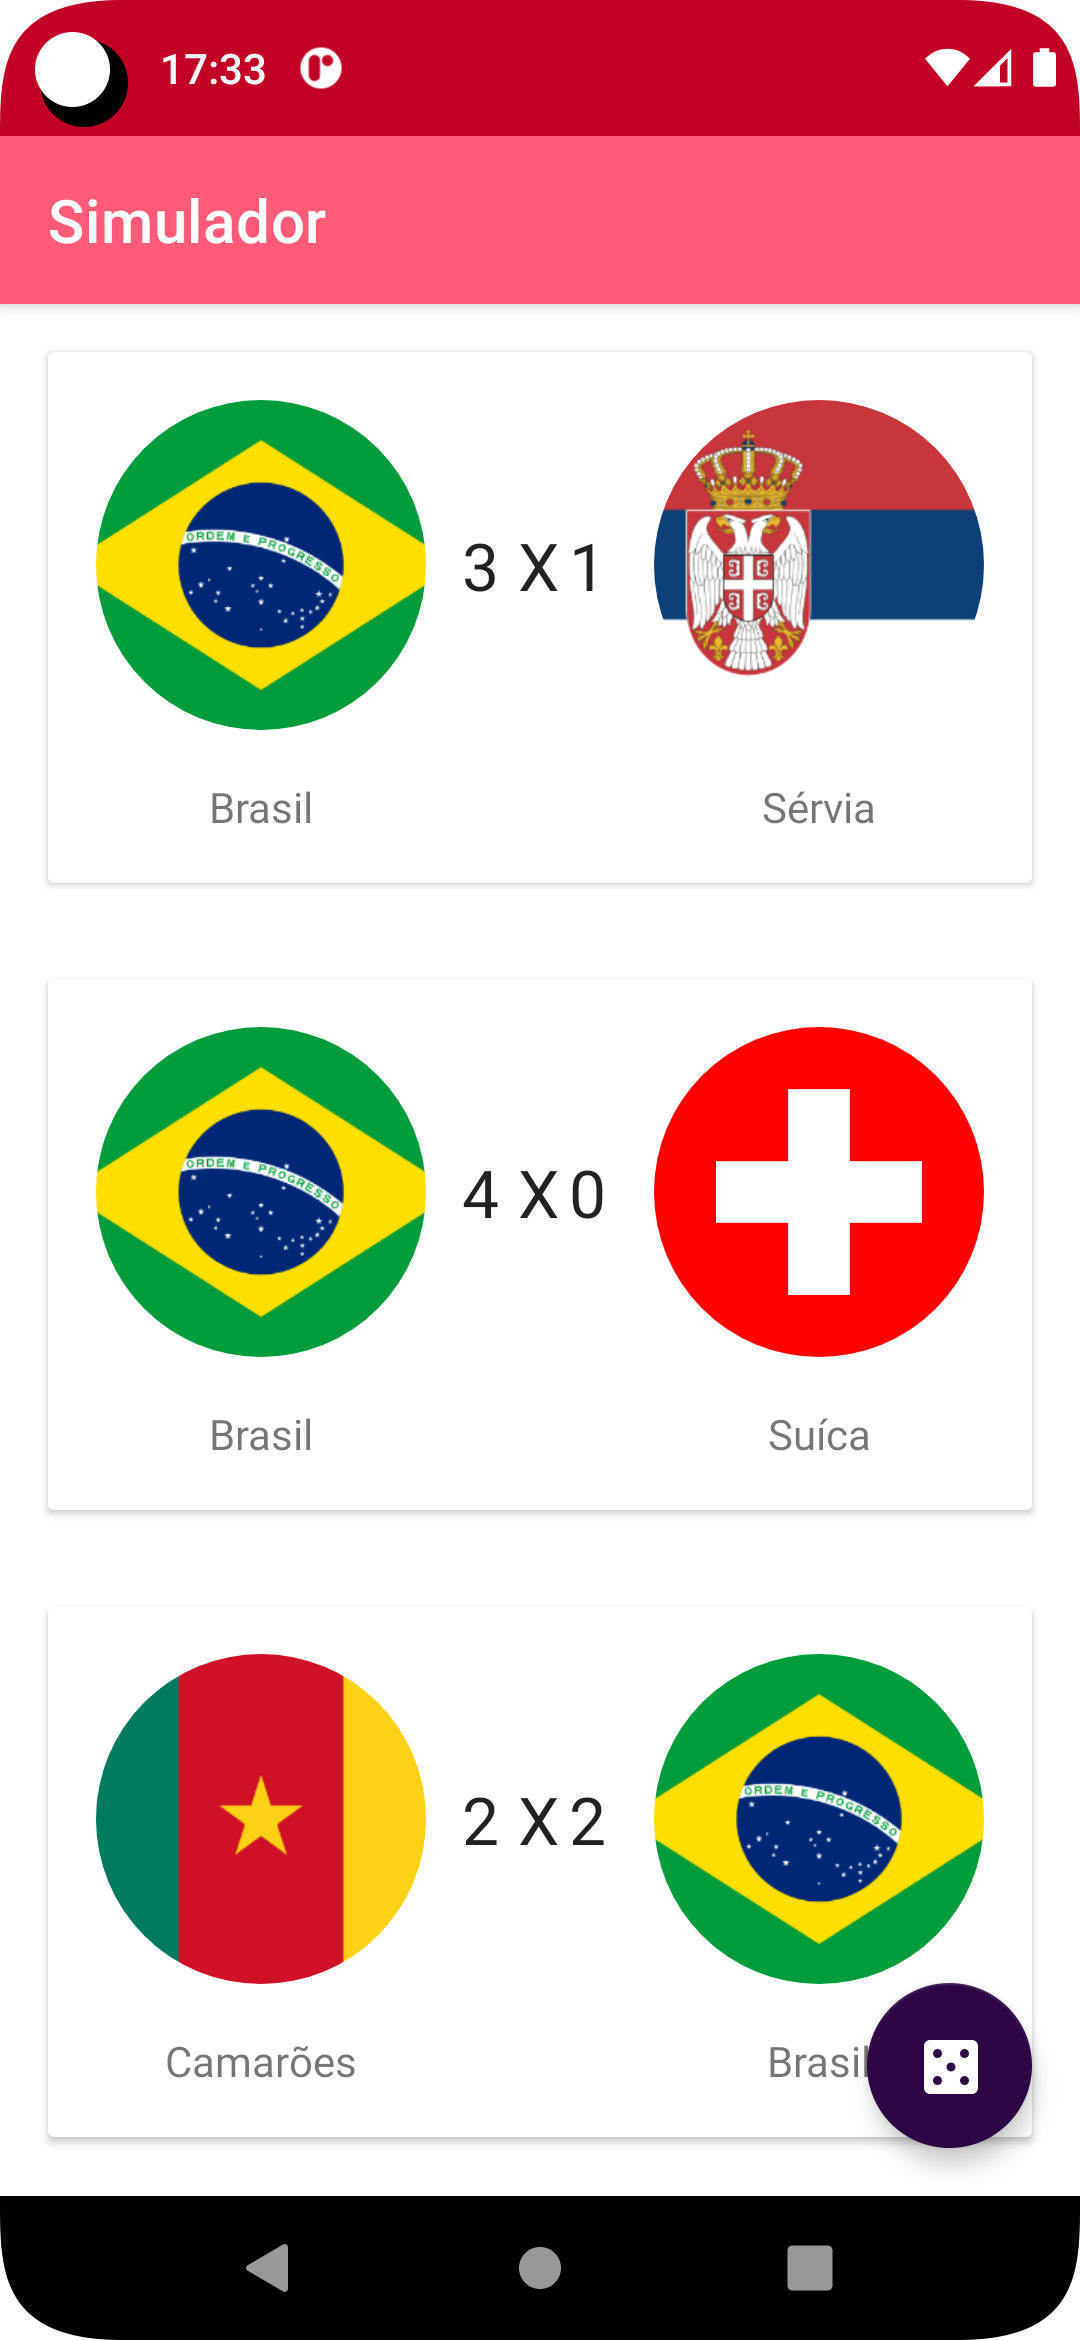 17:33
Simulador
ORDEM E PROGRESSO
3 X 1
Brasil Sérvia
ORDEM E PROGRESSO
4 X 0
Brasil Suíca
ORDEM E PROGRESSO
2 X 2
Camarões Brasil